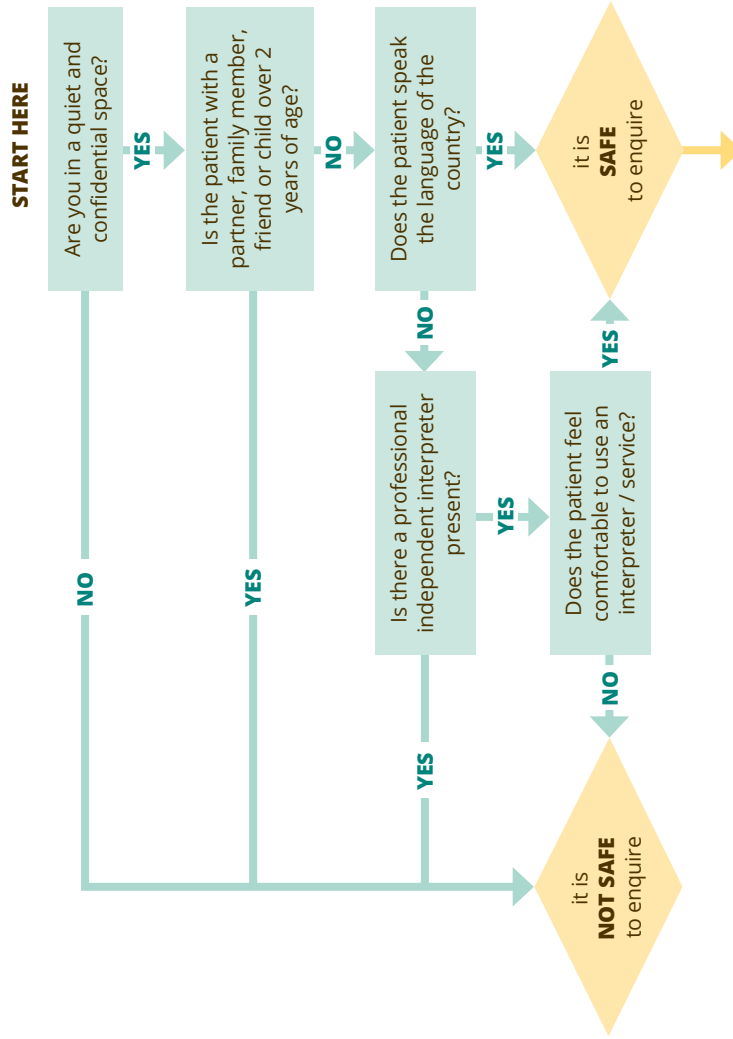 START HERE
Are you in a quiet and
confidential space?
NO
YES
Is the patient with a
partner, family member,
friend or child over 2
years of age?
YES
NO
Does the patient speak
the language of the
country?
NO
YES
Is there a professional
independent interpreter
present?
YES
YES
Does the patient feel
comfortable to use an
interpreter / service?
NO
YES
it is
NOT SAFE
to enquire
it is
SAFE
to enquire